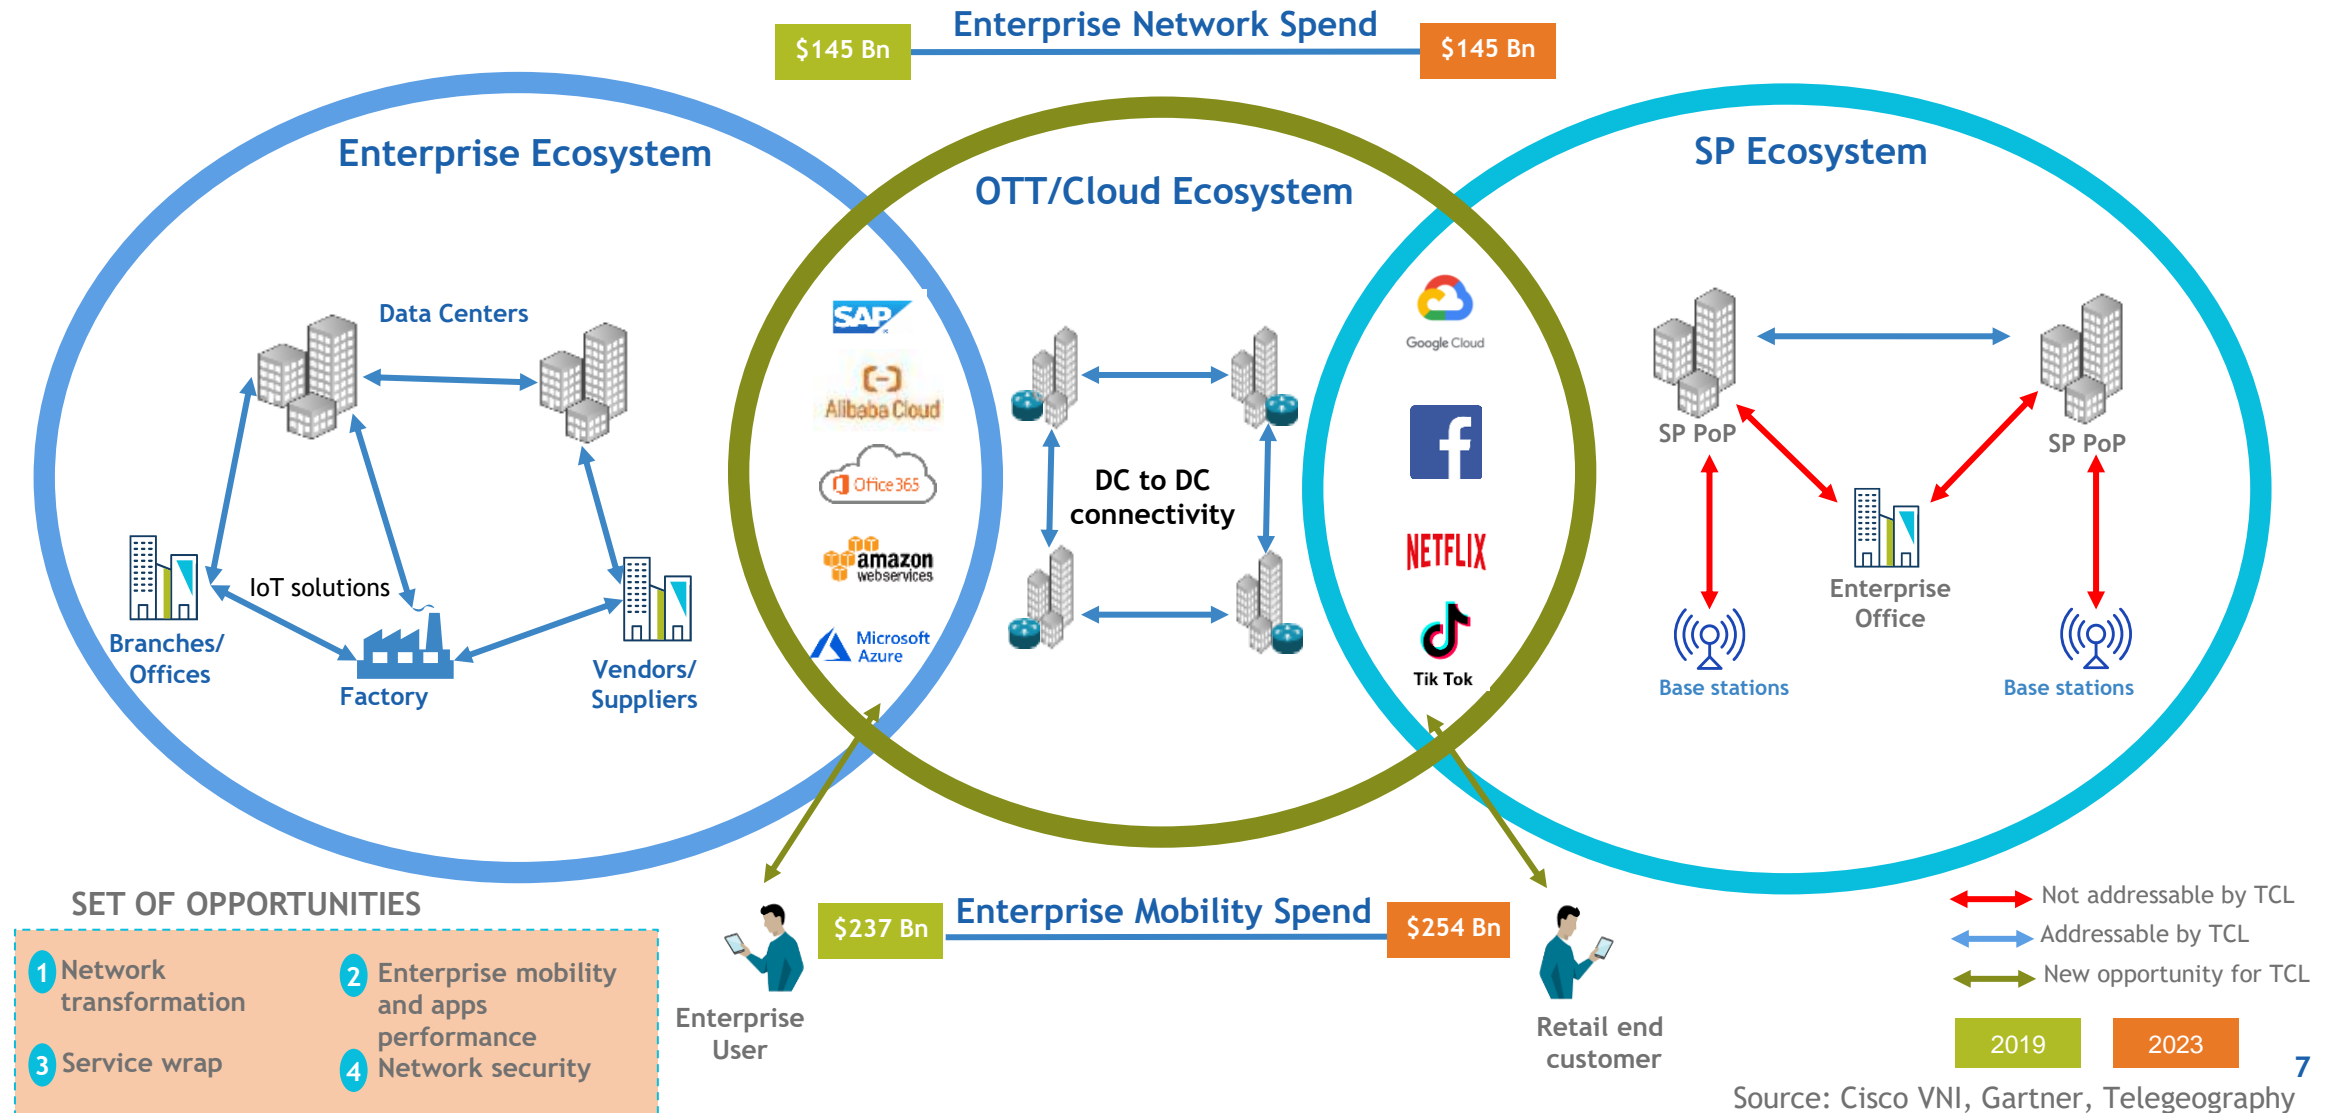 Enterprise Network Spend
$145 Bn
$145 Bn
Enterprise Ecosystem
OTT/Cloud Ecosystem
SP Ecosystem
Data Centers
IoT solutions
Branches/
Offices
Factory
Vendors/
Suppliers
SAP
Alibaba Cloud
Office 365
amazon
webservices
Microsoft
Azure
DC to DC
connectivity
Google Cloud
f
NETFLIX
Tik Tok
SP PoP
SP PoP
Enterprise
Office
Base stations
Base stations
SET OF OPPORTUNITIES
1 Network
transformation
2 Enterprise mobility
and apps
performance
3 Service wrap
4 Network security
Enterprise
User
$237 Bn
Enterprise Mobility Spend
$254 Bn
Retail end
customer
Not addressable by TCL
Addressable by TCL
New opportunity for TCL
2019
2023
7
Source: Cisco VNI, Gartner, Telegeography